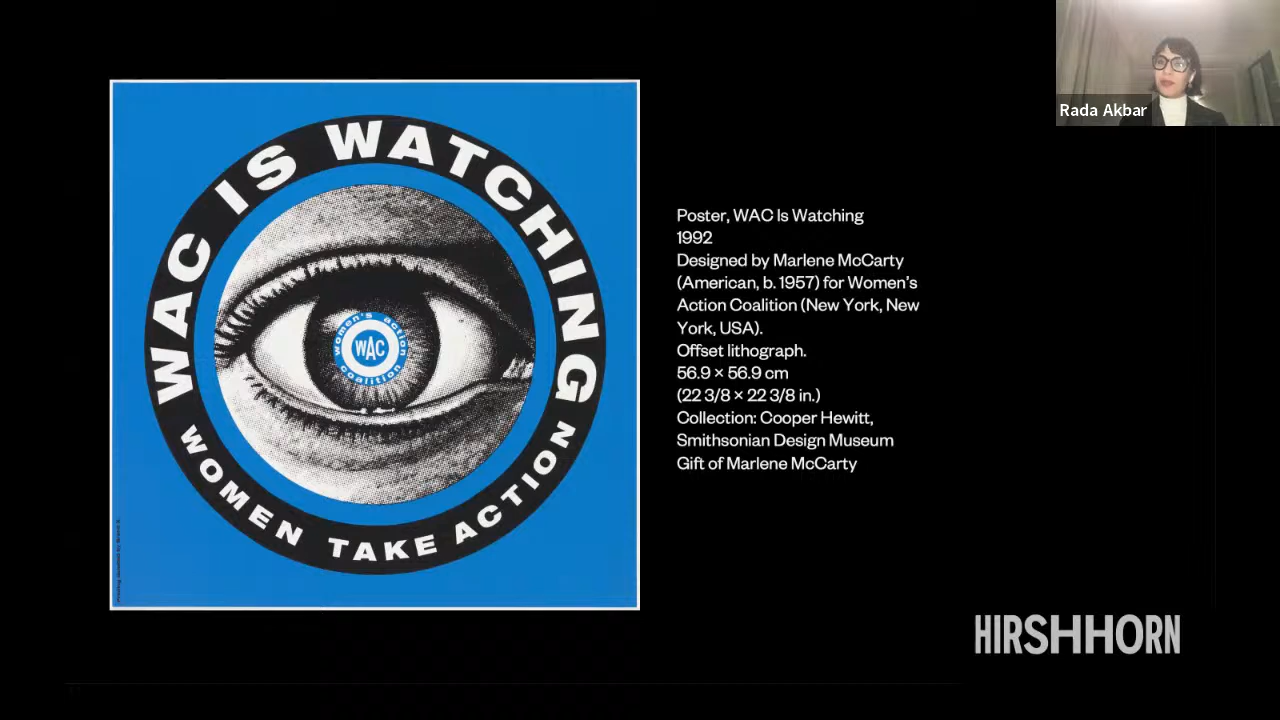 Rada Akbar
WAC IS WATCHING
WOMEN TAKE ACTION
women's action
WAC
coalition
Poster, WAC Is Watching
1992
Designed by Marlene McCarty
(American, b. 1957) for Women's
Action Coalition (New York, New
York, USA).
Offset lithograph.
56.9 × 56.9 cm
(22 3/8 × 22 3/8 in.)
Collection: Cooper Hewitt,
Smithsonian Design Museum
Gift of Marlene McCarty
HIRSHHORN